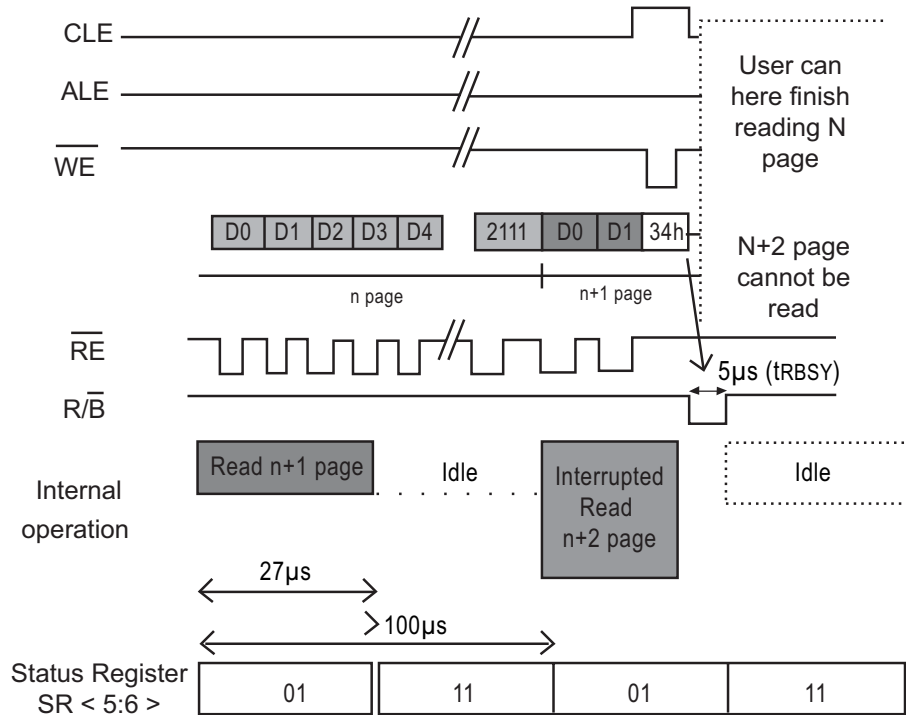 CLE
ALE
WE
User can
here finish
reading N
page
D0 D1 D2 D3 D4 2111 D0 D1 34h
n page n+1 page
N+2 page
cannot be
read
RE
5µs (tRBSY)
R/B
Internal
operation
Read n+1 page
Idle
Interrupted
Read
n+2 page
Idle
27µs
>100µs
Status Register
SR < 5:6 >
01 11 01 11